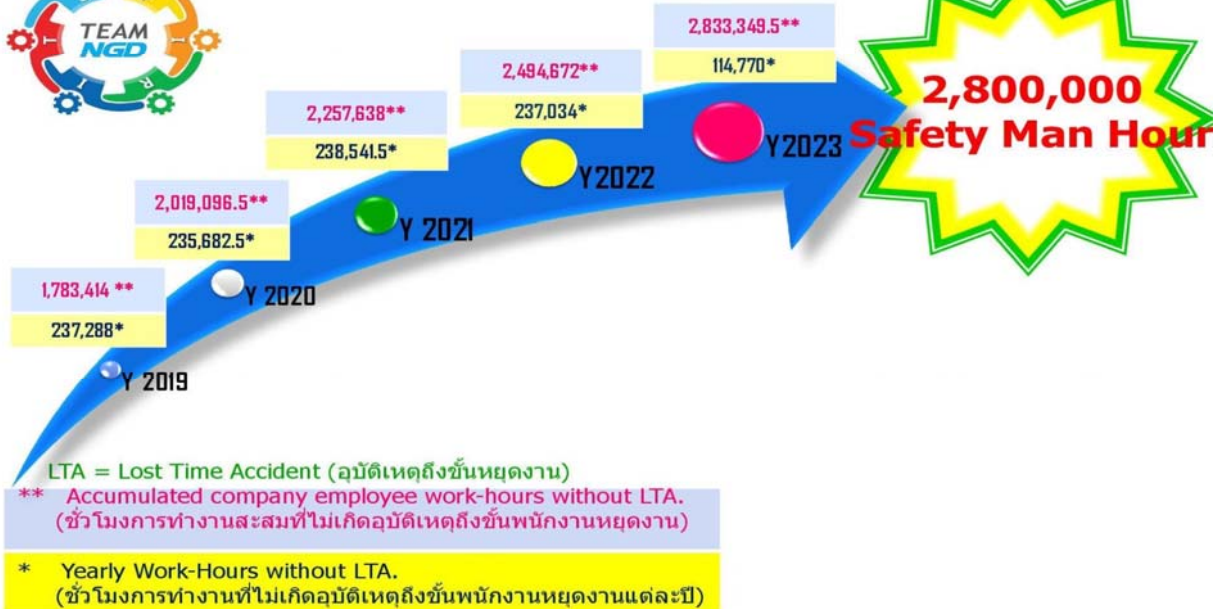 TEAM
NGD
2,833,349.5**
114,770*
2,800,000
Safety Man Hour
2,494,672**
237,034*
Y2023
2,257,638**
238,541.5*
Y2022
2,019,096.5**
235,682.5*
Y 2021
1,783,414 **
237,288*
Y 2020
Y 2019
LTA = Lost Time Accident (อุบัติเหตุถึงขั้นหยุดงาน)
** Accumulated company employee work-hours without LTA.
(ชั่วโมงการทำงานสะสมที่ไม่เกิดอุบัติเหตุถึงขั้นพนักงานหยุดงาน)
* Yearly Work-Hours without LTA.
(ชั่วโมงการทำงานที่ไม่เกิดอุบัติเหตุถึงขั้นพนักงานหยุดงานแต่ละปี)